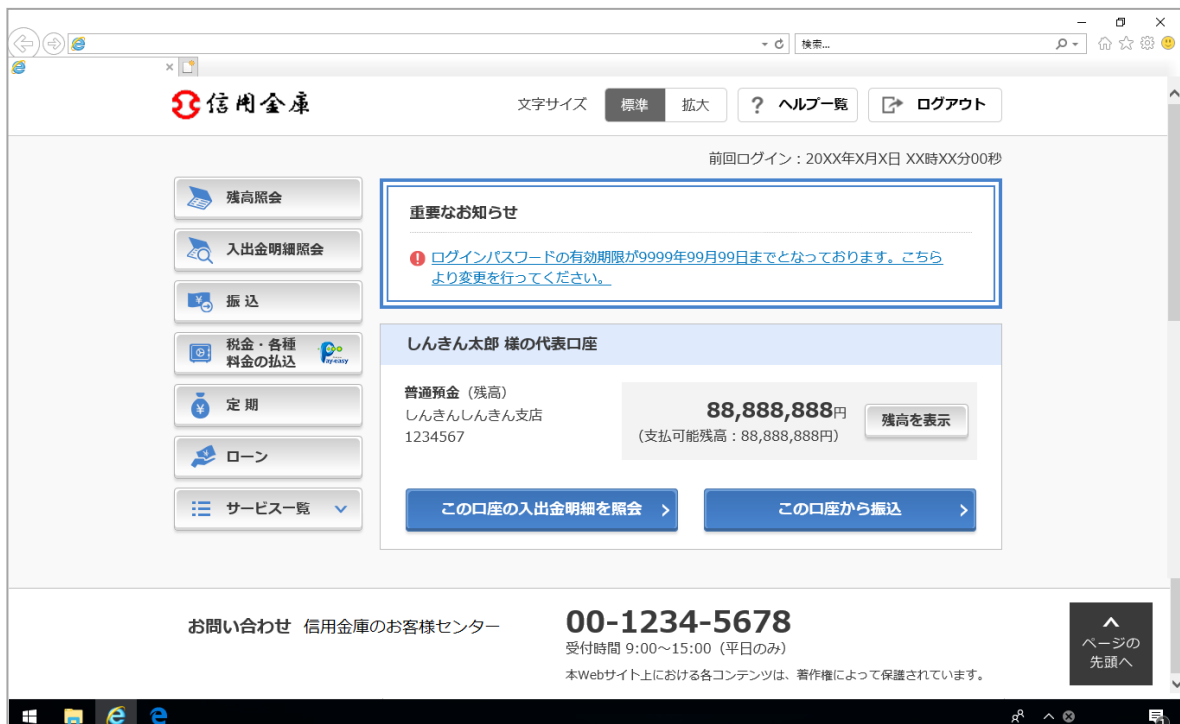 検索...
信用金庫
文字サイズ 標準 拡大 ? ヘルプ一覧 ログアウト
前回ログイン：20XX年X月X日 XX時XX分00秒
残高照会
入出金明細照会
振込
税金・各種
料金の払込
Pay-easy
定期
ローン
サービス一覧
重要なお知らせ
ログインパスワードの有効期限が9999年99月99日までとなっております。こちら
より変更を行ってください。
しんきん太郎 様の代表口座
普通預金（残高）
しんきんしんきん支店
1234567
88,888,888円
（支払可能残高：88,888,888円）
残高を表示
この口座の入出金明細を照会
この口座から振込
お問い合わせ 信用金庫のお客様センター
00-1234-5678
受付時間 9:00～15:00（平日のみ）
本Webサイト上における各コンテンツは、著作権によって保護されています。
ページの
先頭へ